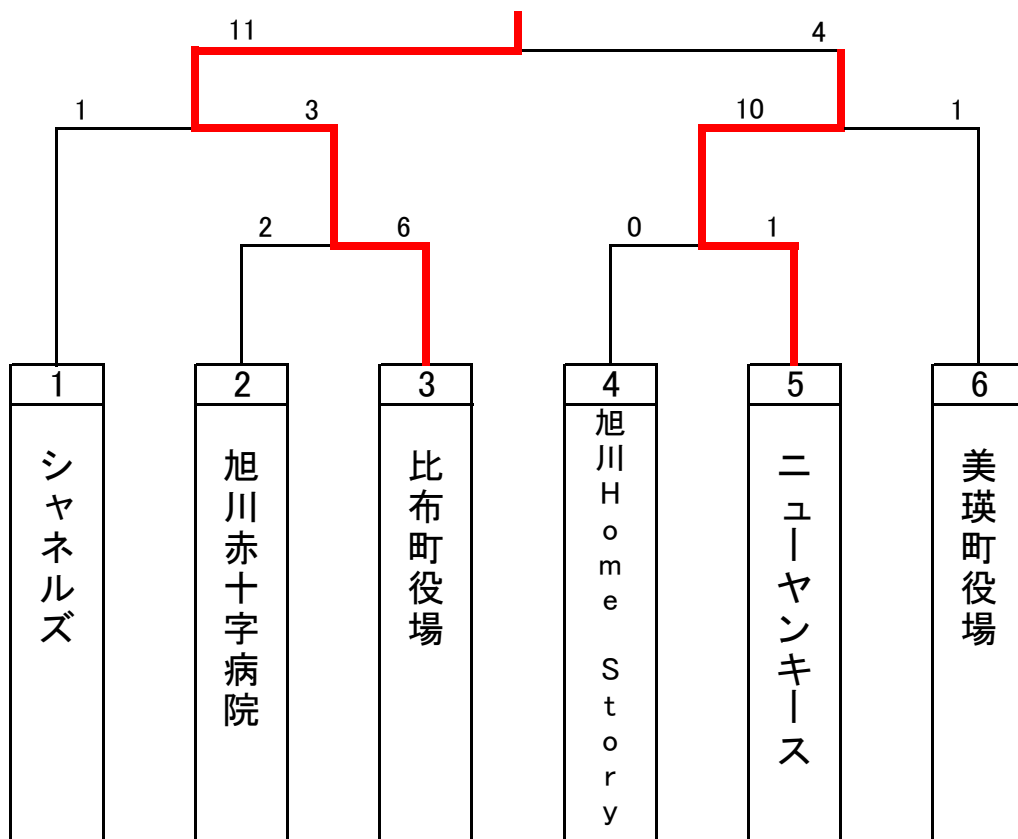 11 4
1 3 10 1
2 6 0 1
1 2 3 4 5 6
シャネルズ
旭川赤十字病院
比布町役場
旭川Home Story
ニューヤンキース
美瑛町役場